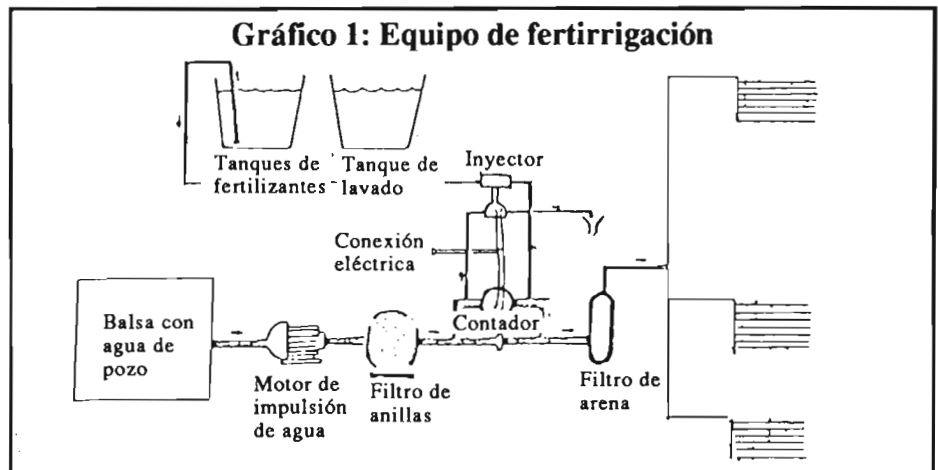 Gráfico 1: Equipo de fertirrigación
Tanques de
fertilizantes
Tanque de
lavado
Inyector
Conexión
eléctrica
Contador
Balsa con
agua de
pozo
Motor de
impulsión
de agua
Filtro de
anillas
Filtro de
arena